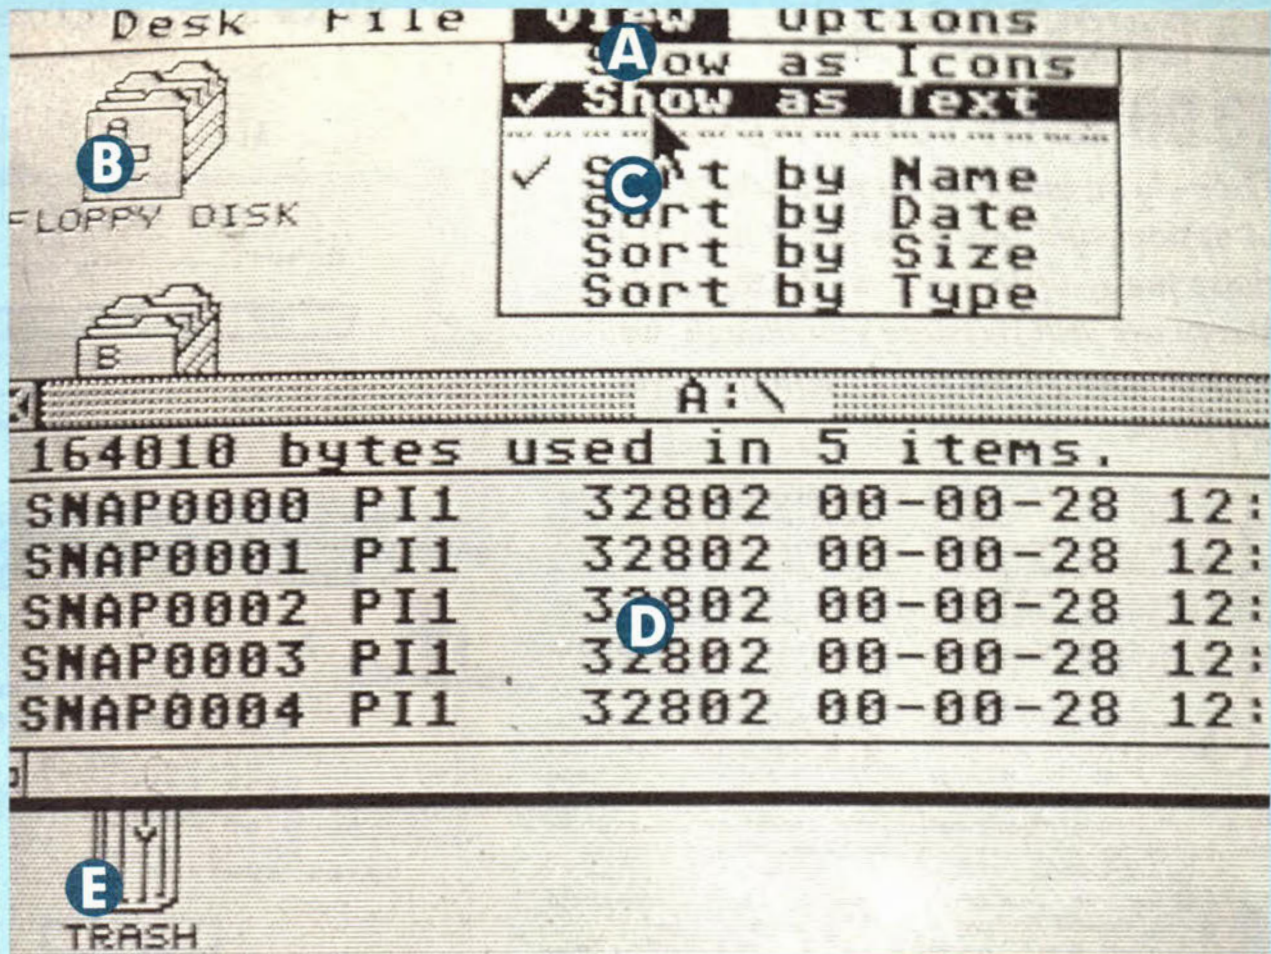 Desk File View Options
A
Show as Icons
✓ Show as Text
✓ Sort by Name
Sort by Date
Sort by Size
Sort by Type
C
A
B
FLOPPY DISK
B
A:\
164010 bytes used in 5 items.
SNAP0000 PI1 32802 00-00-28 12:
SNAP0001 PI1 32802 00-00-28 12:
SNAP0002 PI1 32802 00-00-28 12:
SNAP0003 PI1 32802 00-00-28 12:
SNAP0004 PI1 32802 00-00-28 12:
D
E
TRASH